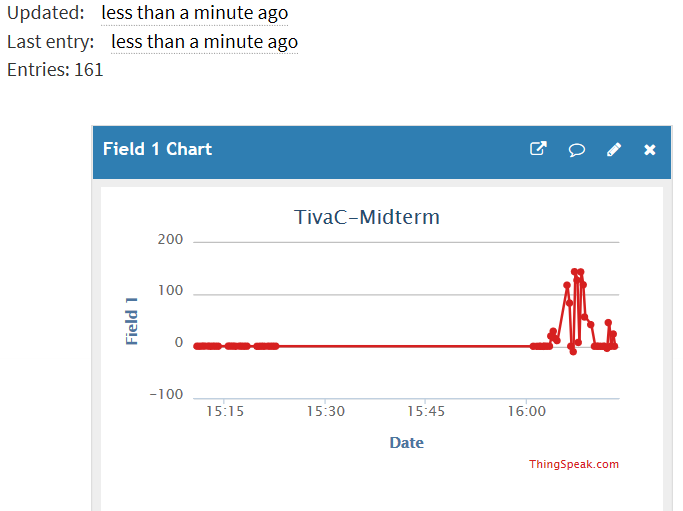 Updated: less than a minute ago
Last entry: less than a minute ago
Entries: 161
Field 1 Chart
TivaC-Midterm
200
100
0
-100
Field 1
15:15 15:30 15:45 16:00
Date
ThingSpeak.com